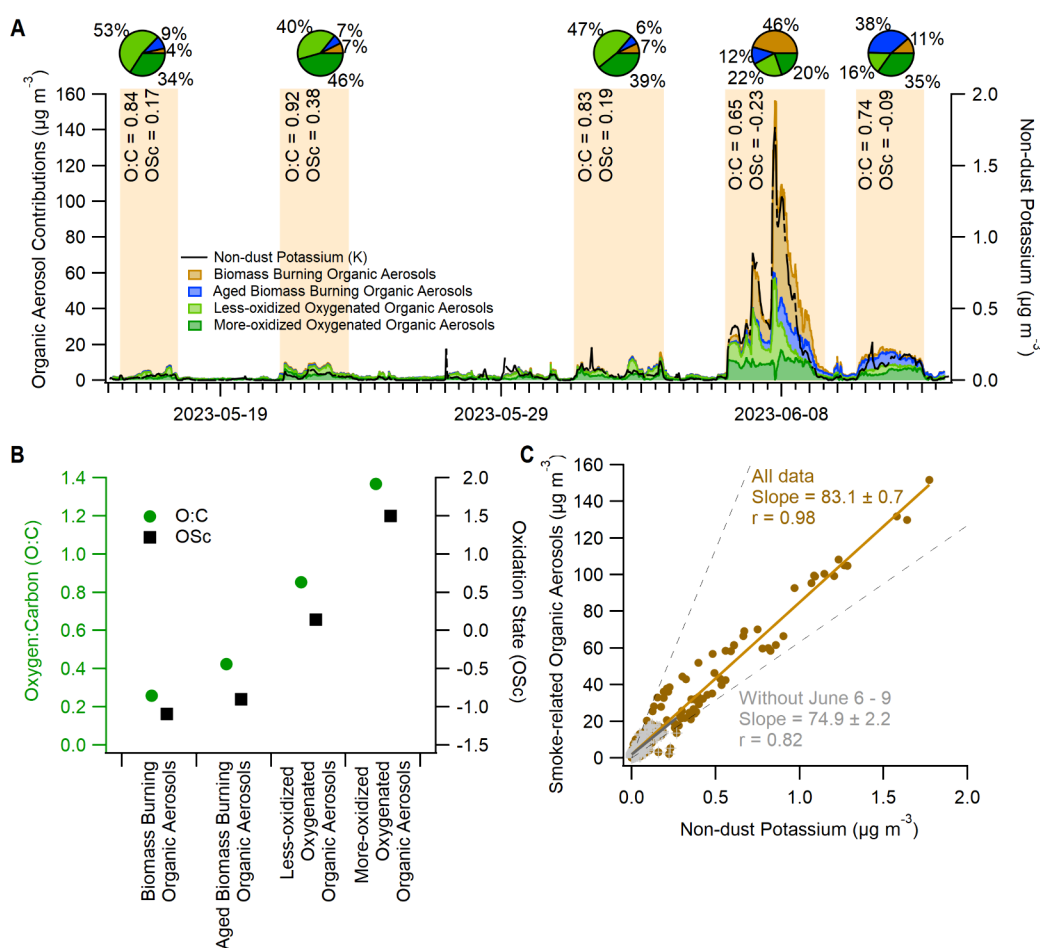 A
53%
9%
4%
34%
40%
7%
7%
46%
47%
6%
7%
39%
46%
12%
22%
20%
38%
11%
16%
35%
Organic Aerosol Contributions (µg m⁻³)
160
140
120
100
80
60
40
20
0
O:C = 0.84
OSc = 0.17
O:C = 0.92
OSc = 0.38
O:C = 0.83
OSc = 0.19
O:C = 0.65
OSc = -0.23
O:C = 0.74
OSc = -0.09
Non-dust Potassium (K)
Biomass Burning Organic Aerosols
Aged Biomass Burning Organic Aerosols
Less-oxidized Oxygenated Organic Aerosols
More-oxidized Oxygenated Organic Aerosols
2.0
1.5
1.0
0.5
0.0
Non-dust Potassium (µg m⁻³)
2023-05-19
2023-05-29
2023-06-08
B
Oxygen:Carbon (O:C)
1.4
1.2
1.0
0.8
0.6
0.4
0.2
0.0
O:C
OSc
2.0
1.5
1.0
0.5
0.0
-0.5
-1.0
-1.5
Oxidation State (OSc)
Biomass Burning
Organic Aerosols
Aged Biomass Burning
Organic Aerosols
Less-oxidized
Oxygenated
Organic Aerosols
More-oxidized
Oxygenated
Organic Aerosols
C
Smoke-related Organic Aerosols (µg m⁻³)
160
140
120
100
80
60
40
20
0
All data
Slope = 83.1 ± 0.7
r = 0.98
Without June 6 - 9
Slope = 74.9 ± 2.2
r = 0.82
0.0
0.5
1.0
1.5
2.0
Non-dust Potassium (µg m⁻³)